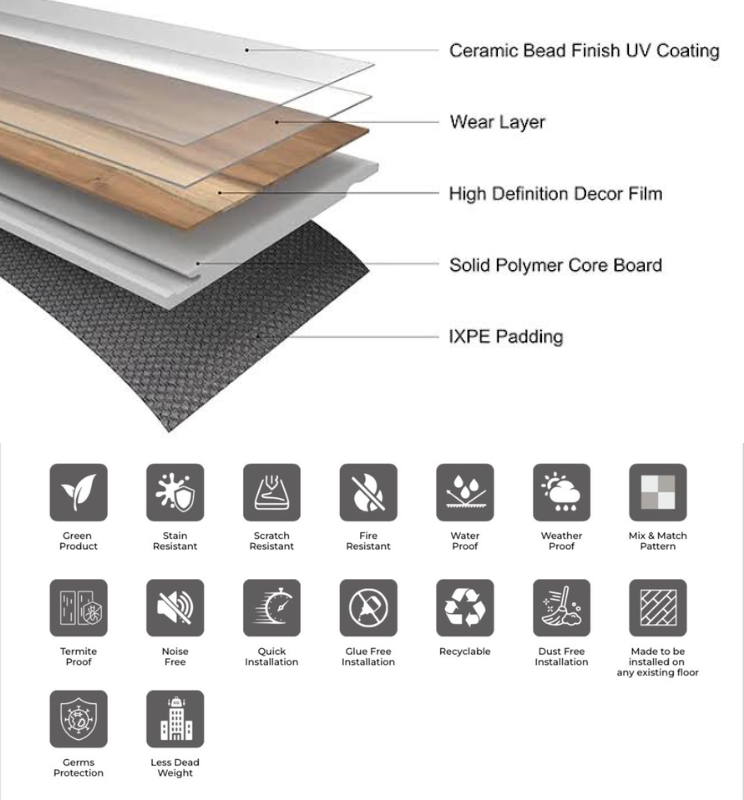 Ceramic Bead Finish UV Coating
Wear Layer
High Definition Decor Film
Solid Polymer Core Board
IXPE Padding
Green
Product
Stain
Resistant
Scratch
Resistant
Fire
Resistant
Water
Proof
Weather
Proof
Mix & Match
Pattern
Termite
Proof
Noise
Free
Quick
Installation
Glue Free
Installation
Recyclable
Dust Free
Installation
Made to be
installed on
any existing floor
Germs
Protection
Less Dead
Weight